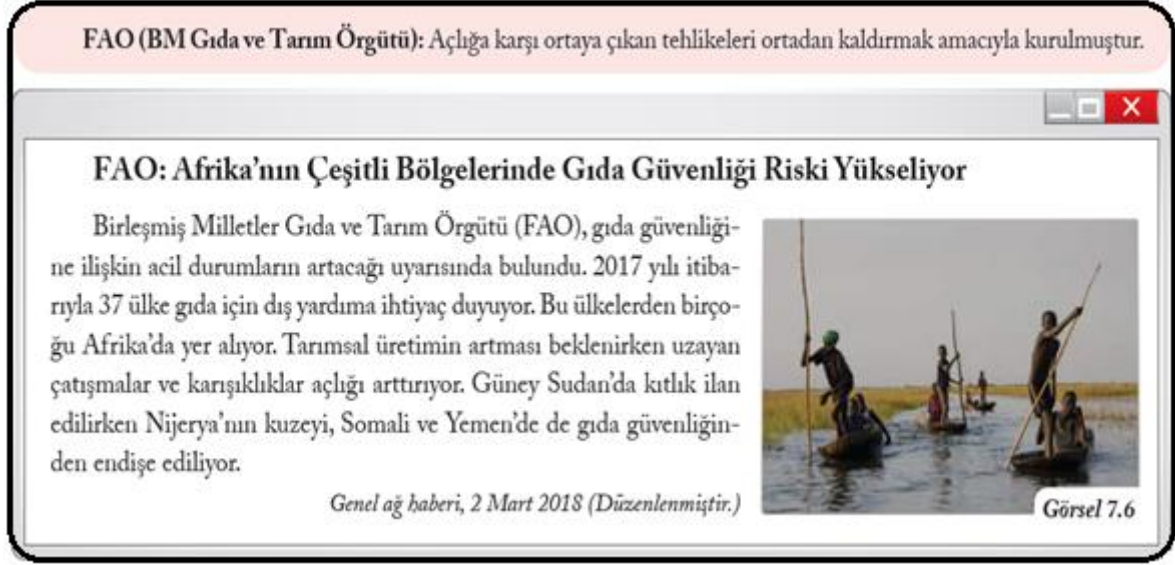 FAO (BM Gıda ve Tarım Örgütü): Açlığa karşı ortaya çıkan tehlikeleri ortadan kaldırmak amacıyla kurulmuştur.
FAO: Afrika’nın Çeşitli Bölgelerinde Gıda Güvenliği Riski Yükseliyor
Birleşmiş Milletler Gıda ve Tarım Örgütü (FAO), gıda güvenliği-
ne ilişkin acil durumların artacağı uyarısında bulundu. 2017 yılı itiba-
rıyla 37 ülke gıda için dış yardıma ihtiyaç duyuyor. Bu ülkelerden birço-
ğu Afrika’da yer alıyor. Tarımsal üretimin artması beklenirken uzayan
çatışmalar ve karışıklıklar açlığı arttırıyor. Güney Sudan’da kıtlık ilan
edilirken Nijerya’nın kuzeyi, Somali ve Yemen’de de gıda güvenliğin-
den endişe ediliyor.
Genel ağ haberi, 2 Mart 2018 (Düzenlenmiştir.)
Görsel 7.6